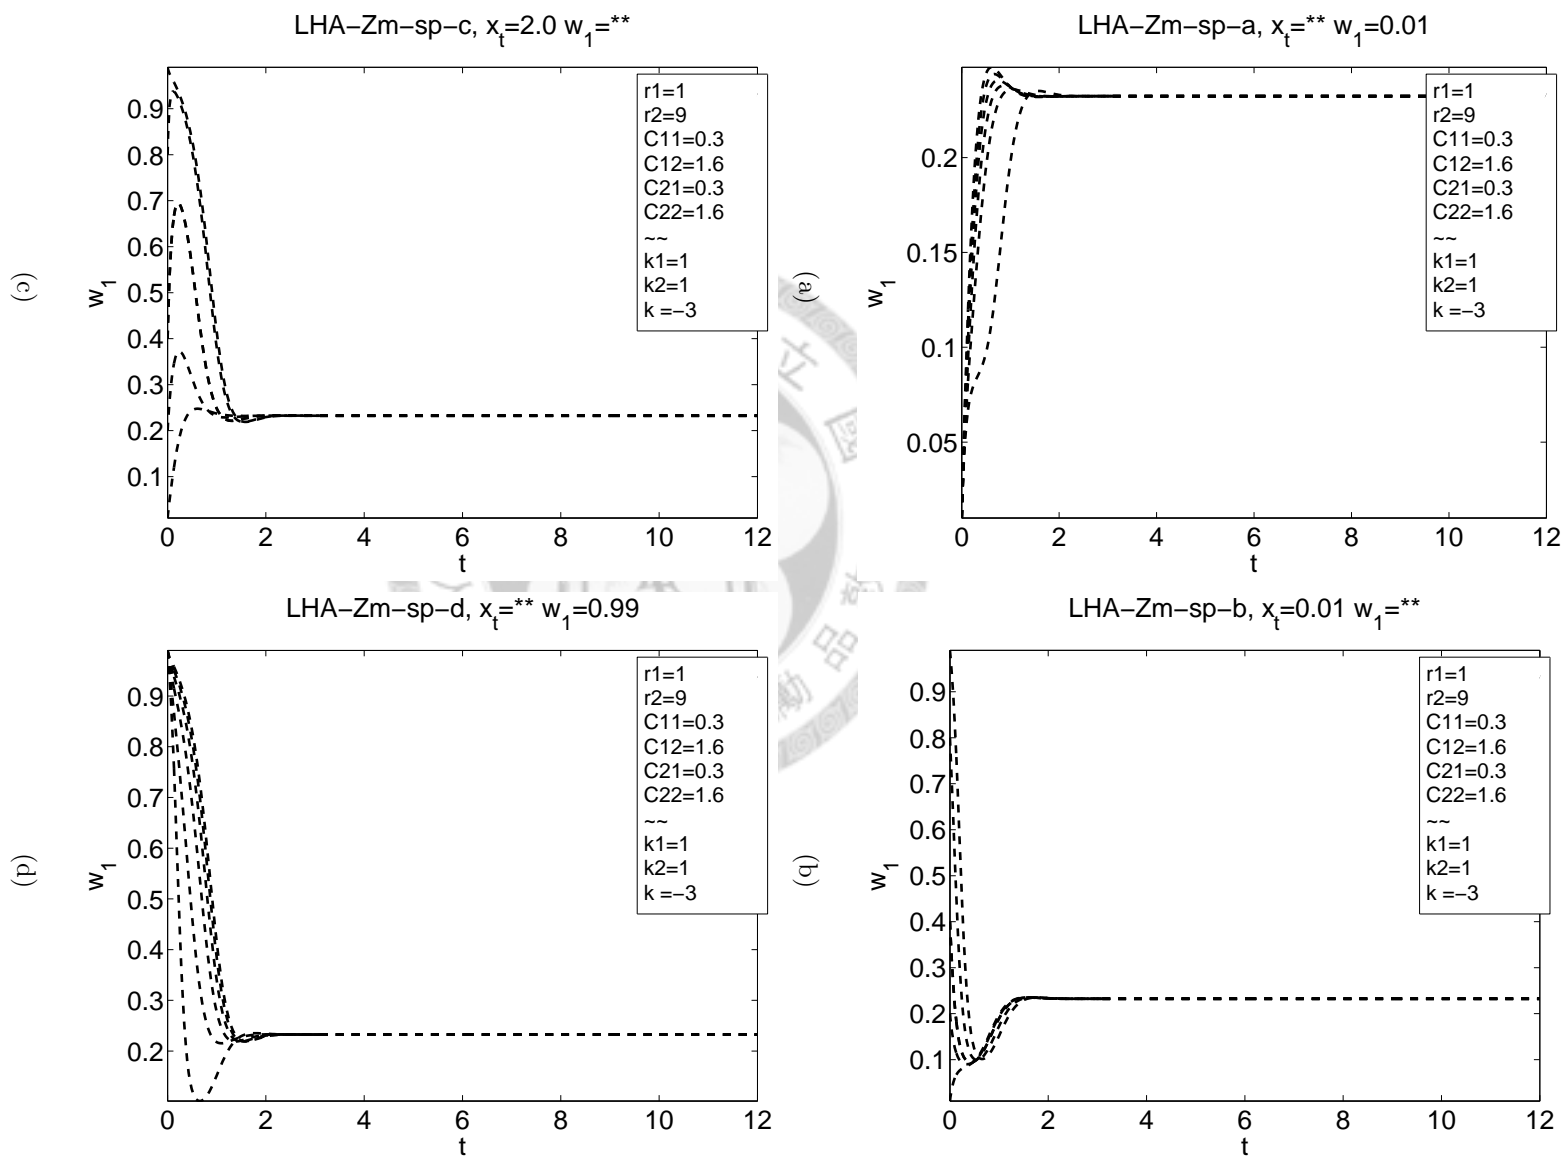 LHA−Zm−sp−c, x_t=2.0 w_1=**
0.9
0.8
0.7
0.6
0.5
0.4
0.3
0.2
0.1
w_1
0 2 4 6 8 10 12
t
r1=1
r2=9
C11=0.3
C12=1.6
C21=0.3
C22=1.6
~~
k1=1
k2=1
k =−3
(c)
LHA−Zm−sp−a, x_t=** w_1=0.01
0.2
0.15
0.1
0.05
w_1
0 2 4 6 8 10 12
t
r1=1
r2=9
C11=0.3
C12=1.6
C21=0.3
C22=1.6
~~
k1=1
k2=1
k =−3
(a)
LHA−Zm−sp−d, x_t=** w_1=0.99
0.9
0.8
0.7
0.6
0.5
0.4
0.3
0.2
w_1
0 2 4 6 8 10 12
t
r1=1
r2=9
C11=0.3
C12=1.6
C21=0.3
C22=1.6
~~
k1=1
k2=1
k =−3
(d)
LHA−Zm−sp−b, x_t=0.01 w_1=**
0.9
0.8
0.7
0.6
0.5
0.4
0.3
0.2
0.1
w_1
0 2 4 6 8 10 12
t
r1=1
r2=9
C11=0.3
C12=1.6
C21=0.3
C22=1.6
~~
k1=1
k2=1
k =−3
(b)
立
國
品
勵